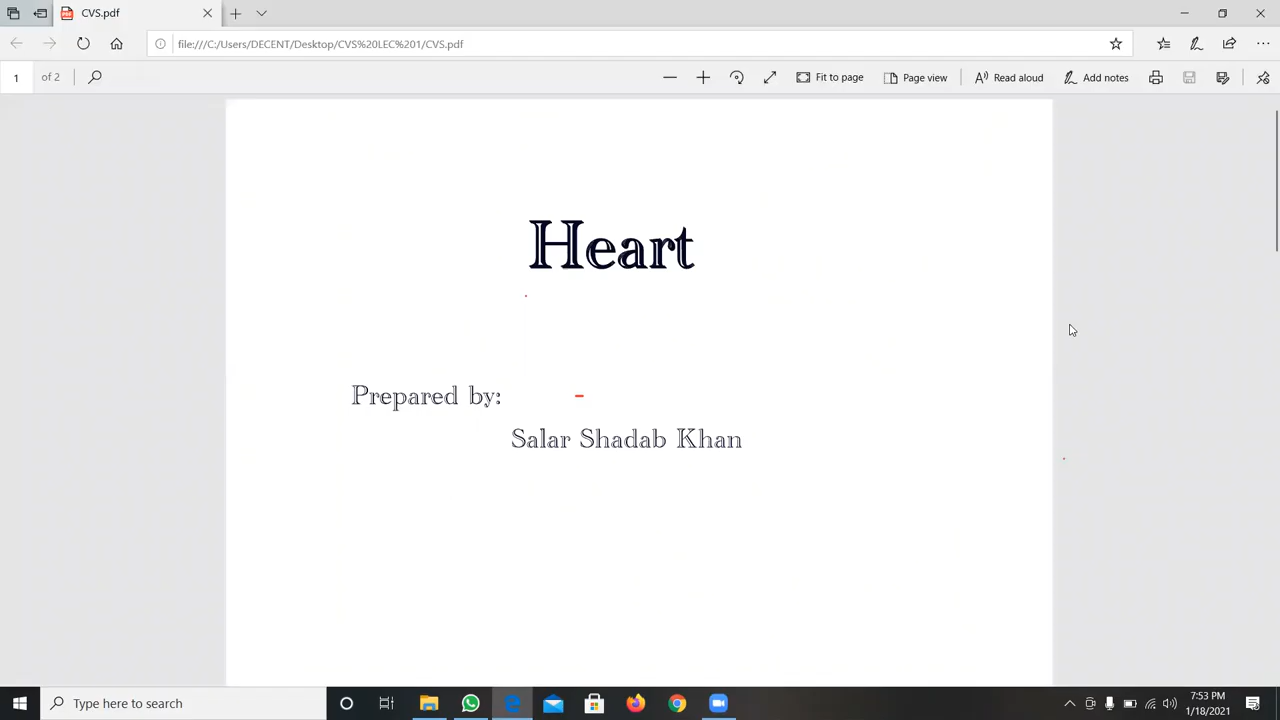 CVS.pdf
file:///C:/Users/DECENT/Desktop/CVS%20LEC%201/CVS.pdf
1 of 2 Fit to page Page view Read aloud Add notes
Heart
Prepared by:
Salar Shadab Khan
Type here to search
7:53 PM
1/18/2021